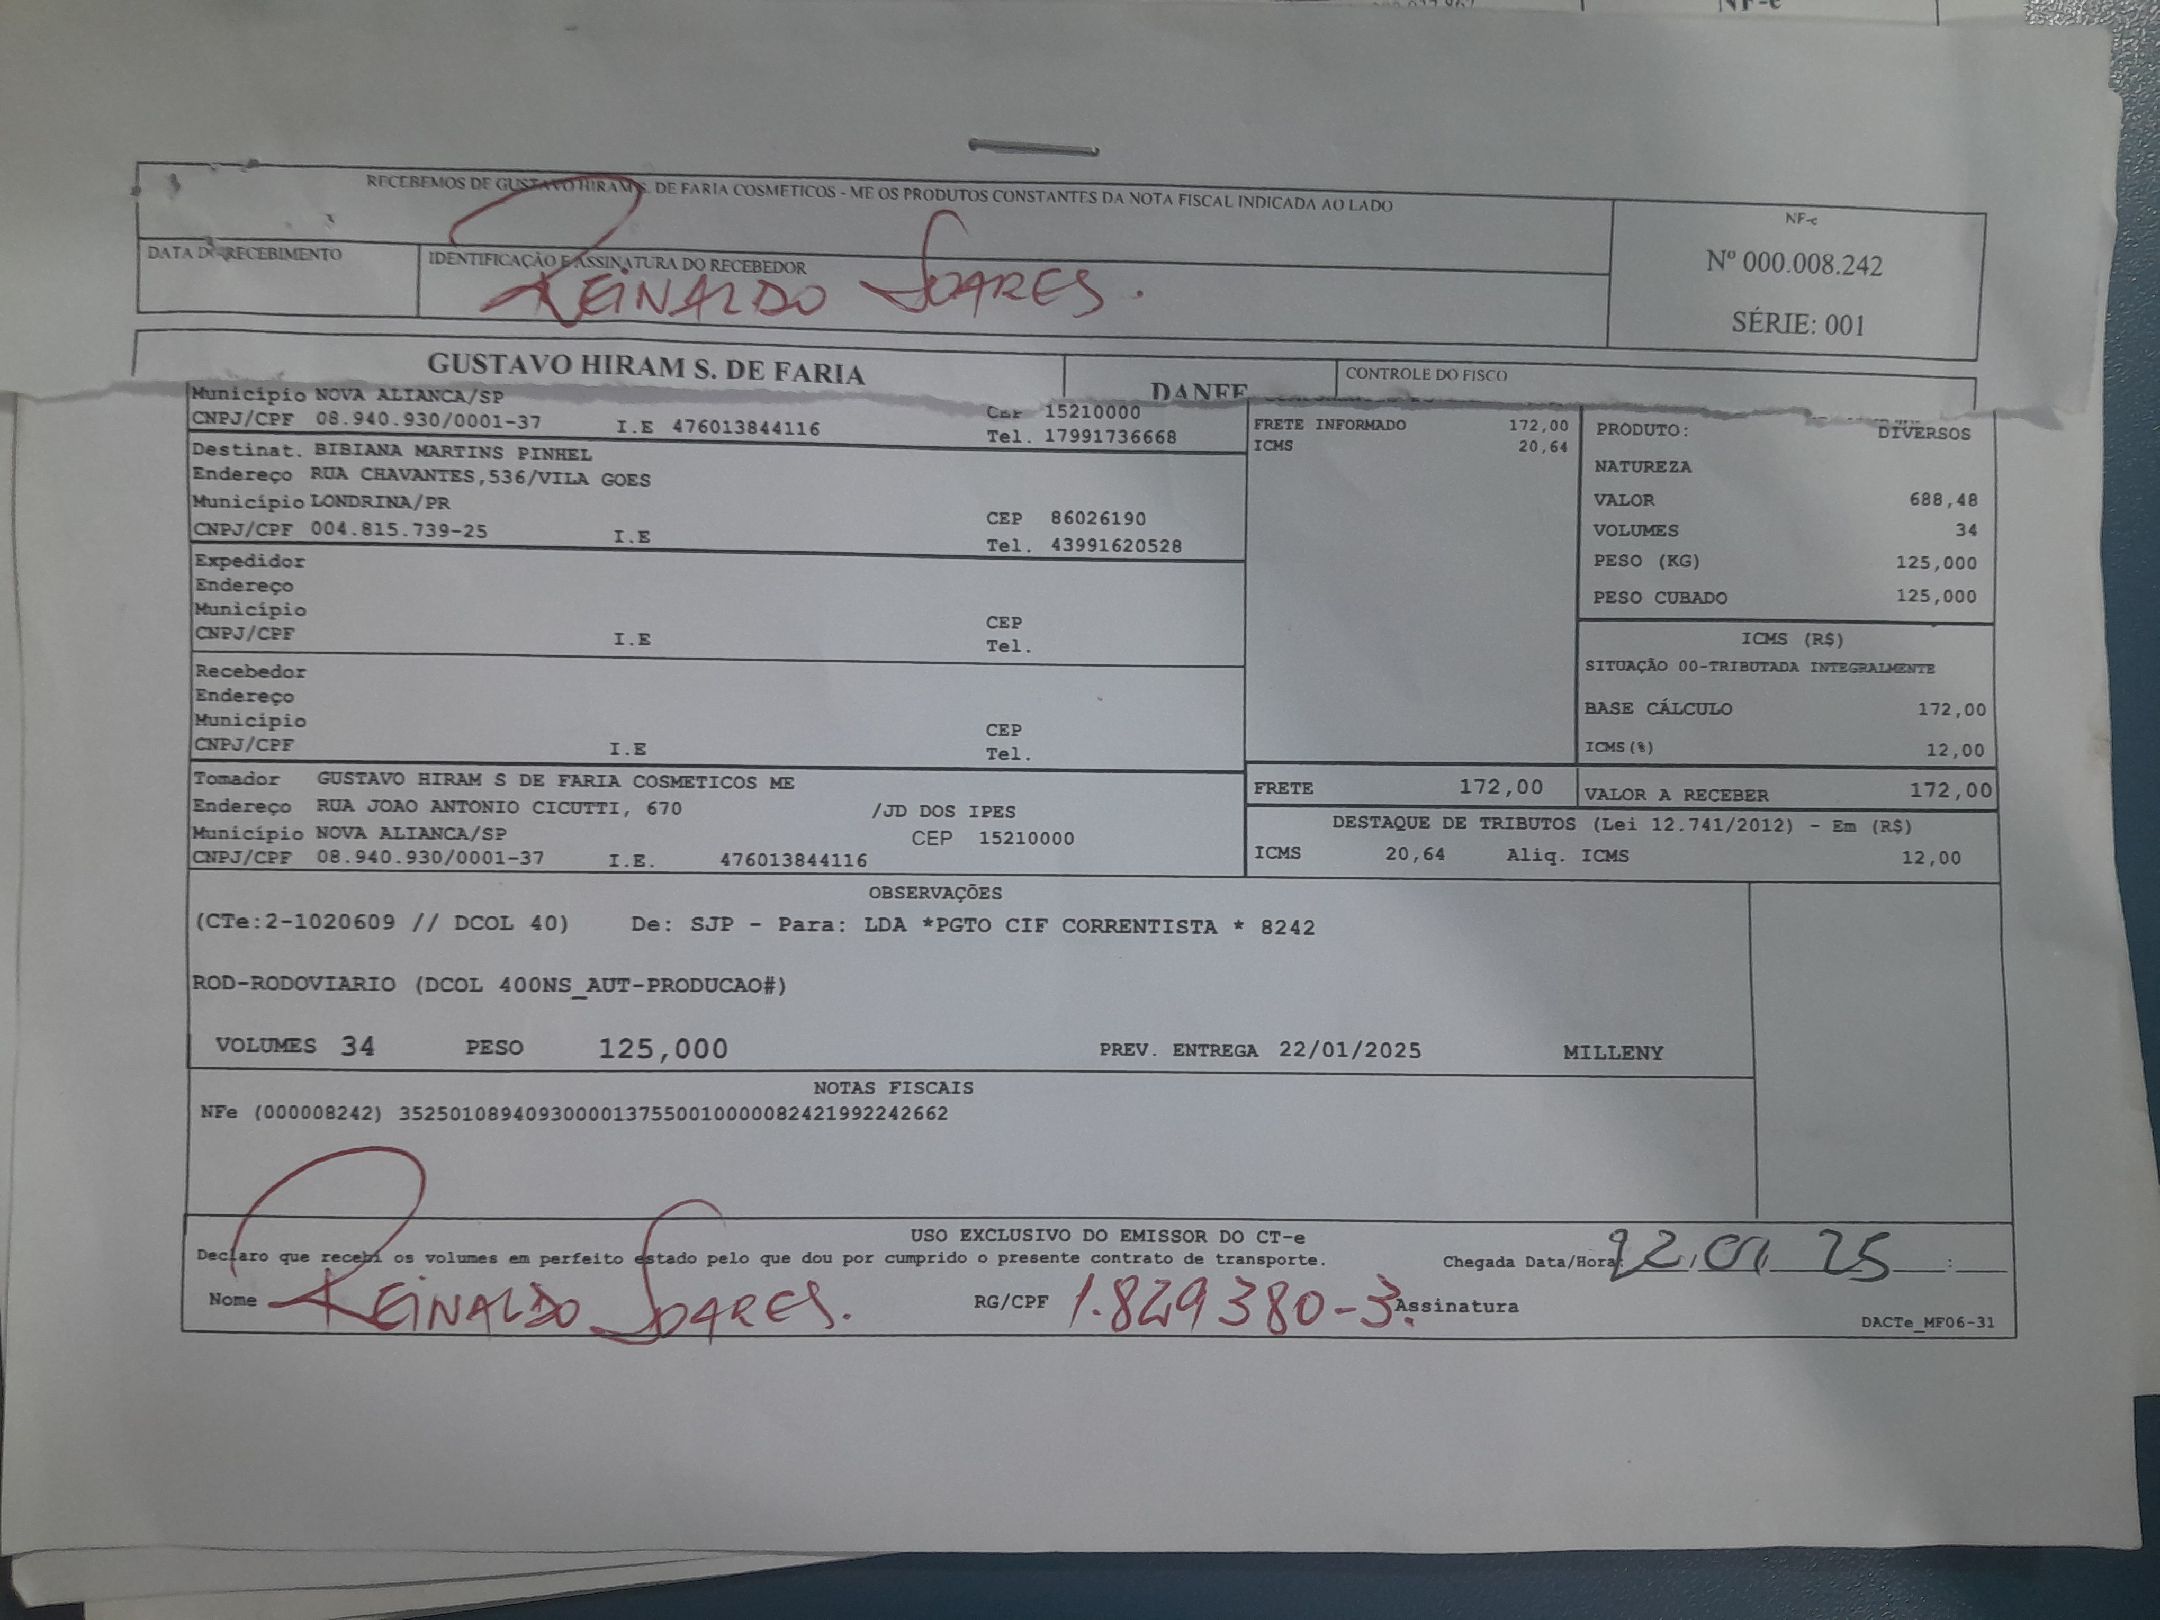 NF-e
RECEBEMOS DE GUSTAVO HIRAM S. DE FARIA COSMETICOS - ME OS PRODUTOS CONSTANTES DA NOTA FISCAL INDICADA AO LADO
NF-e
Nº 000.008.242
SÉRIE: 001
DATA DO RECEBIMENTO
IDENTIFICAÇÃO E ASSINATURA DO RECEBEDOR
REINALDO SOARES.
GUSTAVO HIRAM S. DE FARIA
DANFE
CONTROLE DO FISCO
Município NOVA ALIANCA/SP CEP 15210000
CNPJ/CPF 08.940.930/0001-37 I.E 476013844116 Tel. 17991736668
Destinat. BIBIANA MARTINS PINHEL
Endereço RUA CHAVANTES,536/VILA GOES
Município LONDRINA/PR CEP 86026190
CNPJ/CPF 004.815.739-25 I.E Tel. 43991620528
Expedidor
Endereço
Município CEP
CNPJ/CPF I.E Tel.
Recebedor
Endereço
Município CEP
CNPJ/CPF I.E Tel.
Tomador GUSTAVO HIRAM S DE FARIA COSMETICOS ME
Endereço RUA JOAO ANTONIO CICUTTI, 670 /JD DOS IPES
Município NOVA ALIANCA/SP CEP 15210000
CNPJ/CPF 08.940.930/0001-37 I.E. 476013844116
FRETE INFORMADO 172,00
ICMS 20,64
PRODUTO: DIVERSOS
NATUREZA
VALOR 688,48
VOLUMES 34
PESO (KG) 125,000
PESO CUBADO 125,000
ICMS (R$)
SITUAÇÃO 00-TRIBUTADA INTEGRALMENTE
BASE CÁLCULO 172,00
ICMS(%) 12,00
FRETE 172,00 VALOR A RECEBER 172,00
DESTAQUE DE TRIBUTOS (Lei 12.741/2012) - Em (R$)
ICMS 20,64 Aliq. ICMS 12,00
OBSERVAÇÕES
(CTe:2-1020609 // DCOL 40) De: SJP - Para: LDA *PGTO CIF CORRENTISTA * 8242
ROD-RODOVIARIO (DCOL 400NS_AUT-PRODUCAO#)
VOLUMES 34 PESO 125,000 PREV. ENTREGA 22/01/2025 MILLENY
NOTAS FISCAIS
NFe (000008242) 35250108940930000137550010000082421992242662
USO EXCLUSIVO DO EMISSOR DO CT-e
Declaro que recebi os volumes em perfeito estado pelo que dou por cumprido o presente contrato de transporte. Chegada Data/Hora: 22/01/25 :
Nome REINALDO SOARES. RG/CPF 1.829380-3. Assinatura
DACTe_MF06-31